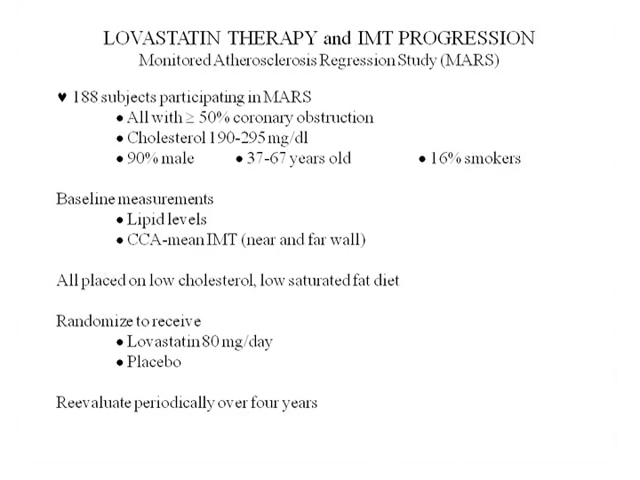 LOVASTATIN THERAPY and IMT PROGRESSION
Monitored Atherosclerosis Regression Study (MARS)
♥ 188 subjects participating in MARS
● All with ≥ 50% coronary obstruction
● Cholesterol 190-295 mg/dl
● 90% male ● 37-67 years old ● 16% smokers
Baseline measurements
● Lipid levels
● CCA-mean IMT (near and far wall)
All placed on low cholesterol, low saturated fat diet
Randomize to receive
● Lovastatin 80 mg/day
● Placebo
Reevaluate periodically over four years